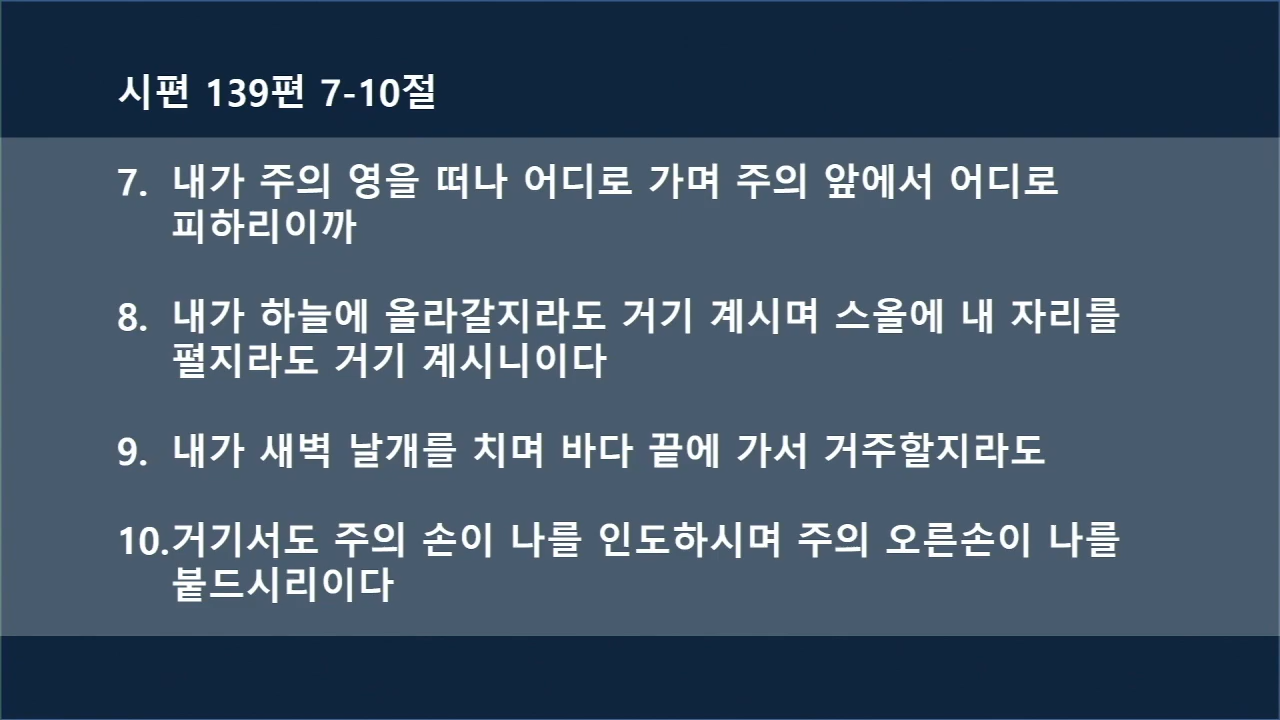 시편 139편 7-10절
7. 내가 주의 영을 떠나 어디로 가며 주의 앞에서 어디로
피하리이까
8. 내가 하늘에 올라갈지라도 거기 계시며 스올에 내 자리를
펼지라도 거기 계시니이다
9. 내가 새벽 날개를 치며 바다 끝에 가서 거주할지라도
10.거기서도 주의 손이 나를 인도하시며 주의 오른손이 나를
붙드시리이다